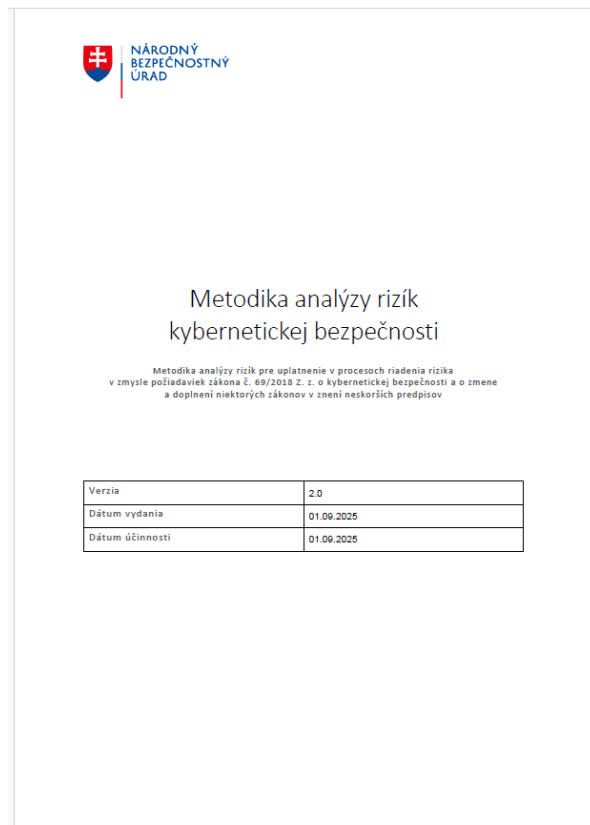 NÁRODNÝ
BEZPEČNOSTNÝ
ÚRAD
Metodika analýzy rizík
kybernetickej bezpečnosti
Metodika analýzy rizík pre uplatnenie v procesoch riadenia rizika
v zmysle požiadaviek zákona č. 69/2018 Z. z. o kybernetickej bezpečnosti a o zmene
a doplnení niektorých zákonov v znení neskorších predpisov
Verzia 2.0
Dátum vydania 01.09.2025
Dátum účinnosti 01.09.2025